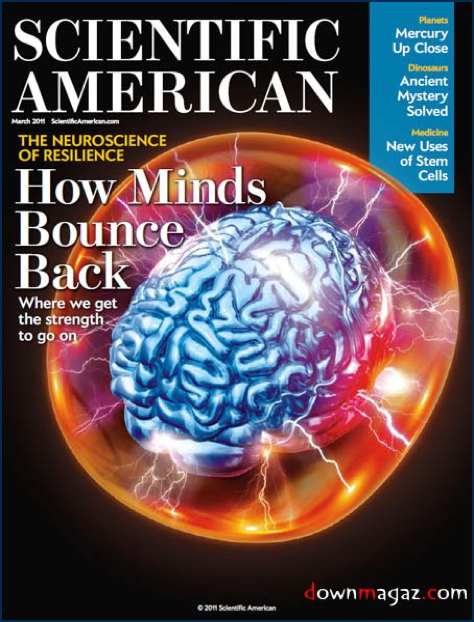 SCIENTIFIC
AMERICAN
March 2011 ScientificAmerican.com
Planets
Mercury
Up Close
Dinosaurs
Ancient
Mystery
Solved
Medicine
New Uses
of Stem
Cells
THE NEUROSCIENCE
OF RESILIENCE
How Minds
Bounce
Back
Where we get
the strength
to go on
downmagaz.com
© 2011 Scientific American